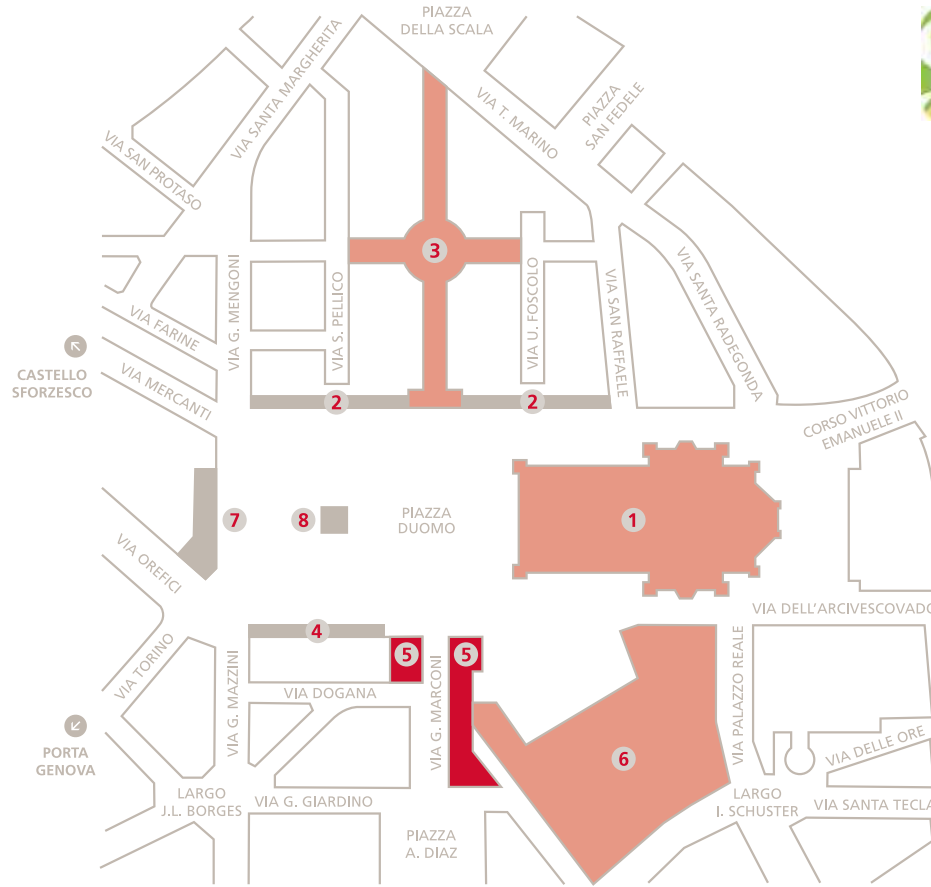 PIAZZA
DELLA SCALA
VIA SANTA MARGHERITA
VIA T. MARINO
PIAZZA
SAN FEDELE
VIA SAN PROTASO
3
VIA G. MENGONI
VIA S. PELLICO
VIA U. FOSCOLO
VIA SAN RAFFAELE
VIA SANTA RADEGONDA
VIA FARINE
CASTELLO
SFORZESCO
VIA MERCANTI
2
2
CORSO VITTORIO
EMANUELE II
7
8
PIAZZA
DUOMO
1
VIA OREFICI
VIA DELL'ARCIVESCOVADO
4
5
5
VIA TORINO
VIA G. MAZZINI
VIA DOGANA
VIA G. MARCONI
VIA PALAZZO REALE
PORTA
GENOVA
6
VIA DELLE ORE
LARGO
J.L. BORGES
VIA G. GIARDINO
LARGO
I. SCHUSTER
VIA SANTA TECLA
PIAZZA
A. DIAZ